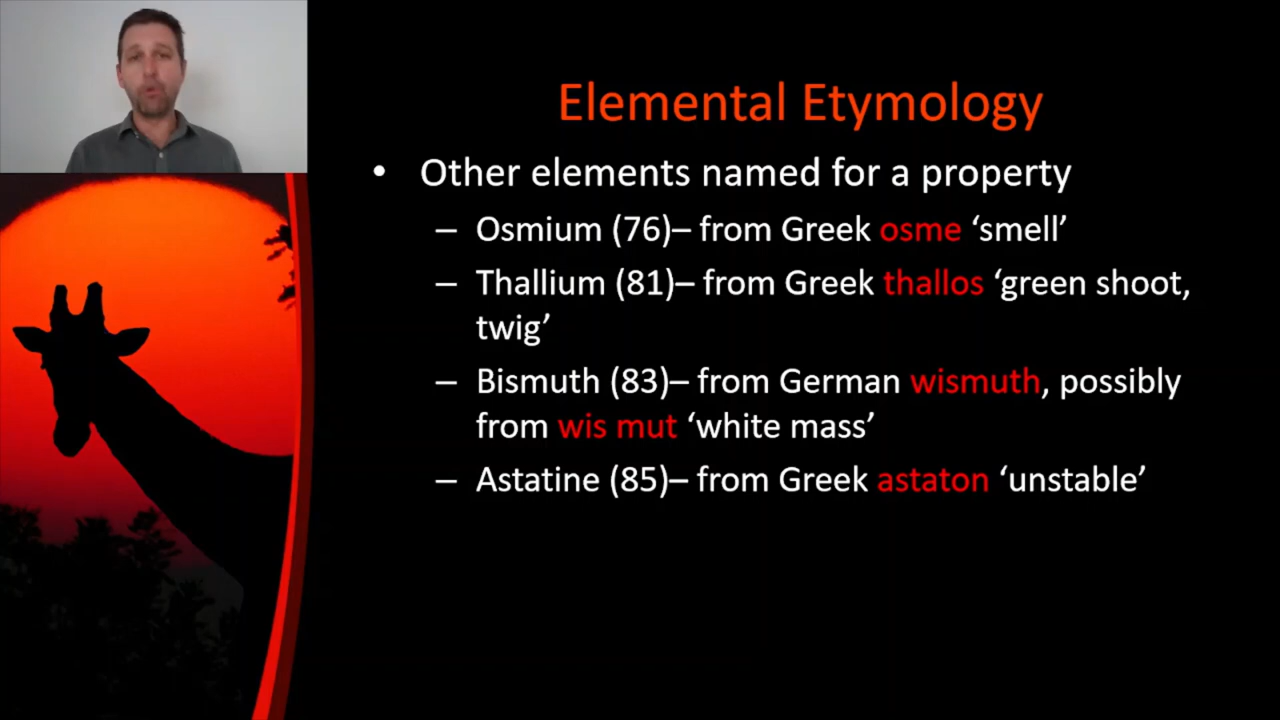 Elemental Etymology
• Other elements named for a property
– Osmium (76)– from Greek osme ‘smell’
– Thallium (81)– from Greek thallos ‘green shoot,
twig’
– Bismuth (83)– from German wismuth, possibly
from wis mut ‘white mass’
– Astatine (85)– from Greek astaton ‘unstable’